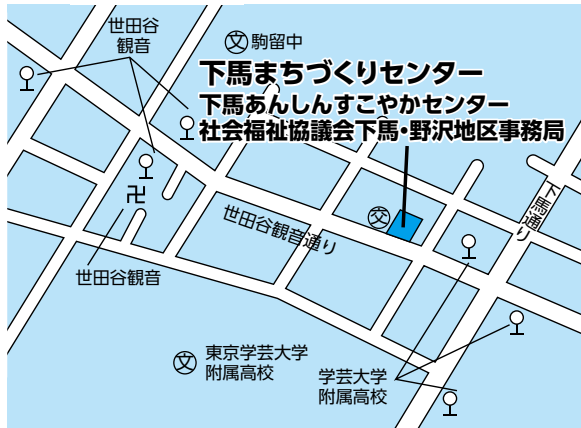 世田谷
観音
文 駒留中
下馬まちづくりセンター
下馬あんしんすこやかセンター
社会福祉協議会下馬・野沢地区事務局
卍
世田谷観音
世田谷観音通り
交
下馬通り
文 東京学芸大学
附属高校
学芸大学
附属高校